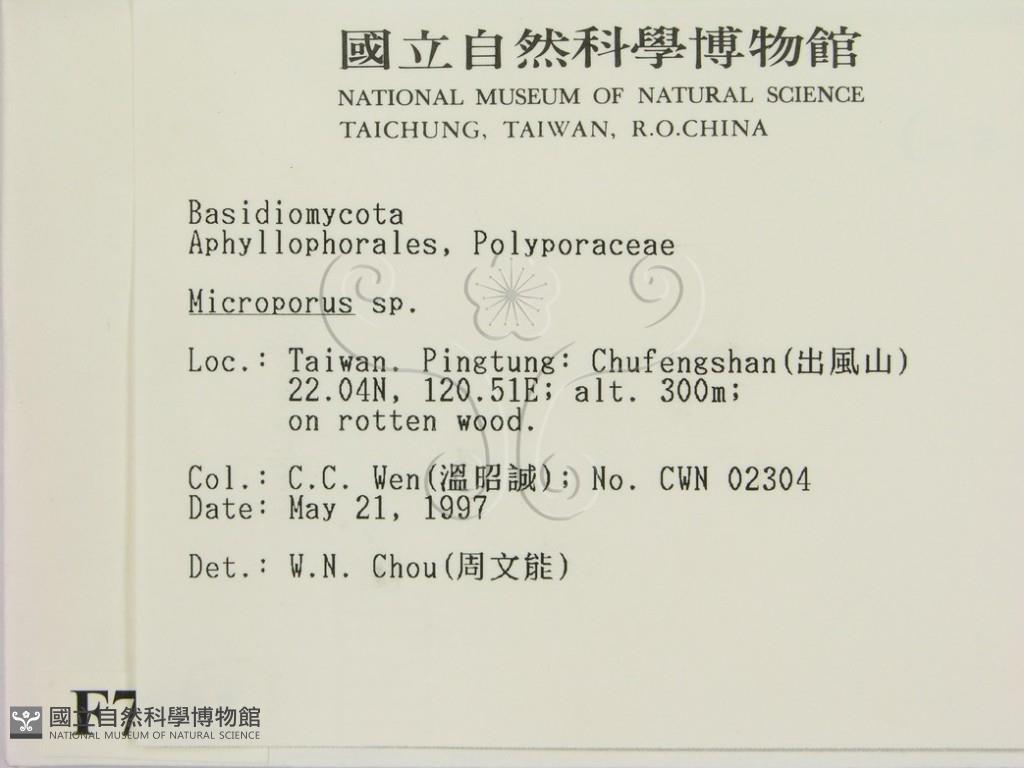 國立自然科學博物館
NATIONAL MUSEUM OF NATURAL SCIENCE
TAICHUNG, TAIWAN, R.O.CHINA
Basidiomycota
Aphyllophorales, Polyporaceae
Microporus sp.
Loc.: Taiwan. Pingtung: Chufengshan(出風山)
22.04N, 120.51E; alt. 300m;
on rotten wood.
Col.: C.C. Wen(溫昭誠); No. CWN 02304
Date: May 21, 1997
Det.: W.N. Chou(周文能)
F7
國立自然科學博物館
NATIONAL MUSEUM OF NATURAL SCIENCE